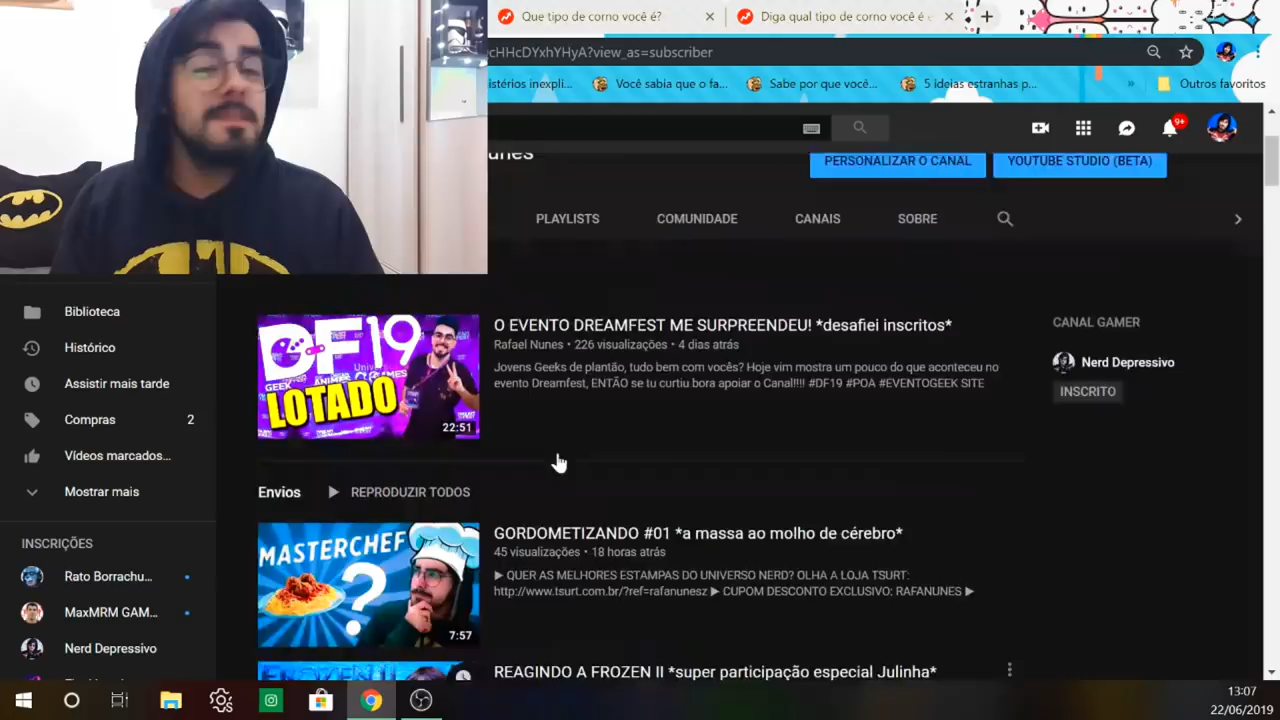 Que tipo de corno você é?
Diga qual tipo de corno você é
cHHcDYxhYHyA?view_as=subscriber
istérios inexpli...
Você sabia que o fa...
Sabe por que você...
5 ideias estranhas p...
»
Outros favoritos
9+
unes
PERSONALIZAR O CANAL
YOUTUBE STUDIO (BETA)
PLAYLISTS
COMUNIDADE
CANAIS
SOBRE
Biblioteca
Histórico
Assistir mais tarde
Compras 2
Vídeos marcados...
Mostrar mais
INSCRIÇÕES
Rato Borrachu...
MaxMRM GAM...
Nerd Depressivo
DF19
GEEK
LOTADO
22:51
O EVENTO DREAMFEST ME SURPREENDEU! *desafiei inscritos*
Rafael Nunes • 226 visualizações • 4 dias atrás
Jovens Geeks de plantão, tudo bem com vocês? Hoje vim mostra um pouco do que aconteceu no
evento Dreamfest, ENTÃO se tu curtiu bora apoiar o Canal!!!! #DF19 #POA #EVENTOGEEK SITE
CANAL GAMER
Nerd Depressivo
INSCRITO
Envios
REPRODUZIR TODOS
MASTERCHEF
?
7:57
GORDOMETIZANDO #01 *a massa ao molho de cérebro*
45 visualizações • 18 horas atrás
▶ QUER AS MELHORES ESTAMPAS DO UNIVERSO NERD? OLHA A LOJA TSURT:
http://www.tsurt.com.br/?ref=rafanunesz ▶ CUPOM DESCONTO EXCLUSIVO: RAFANUNES ▶
REAGINDO A FROZEN II *super participação especial Julinha*
13:07
22/06/2019